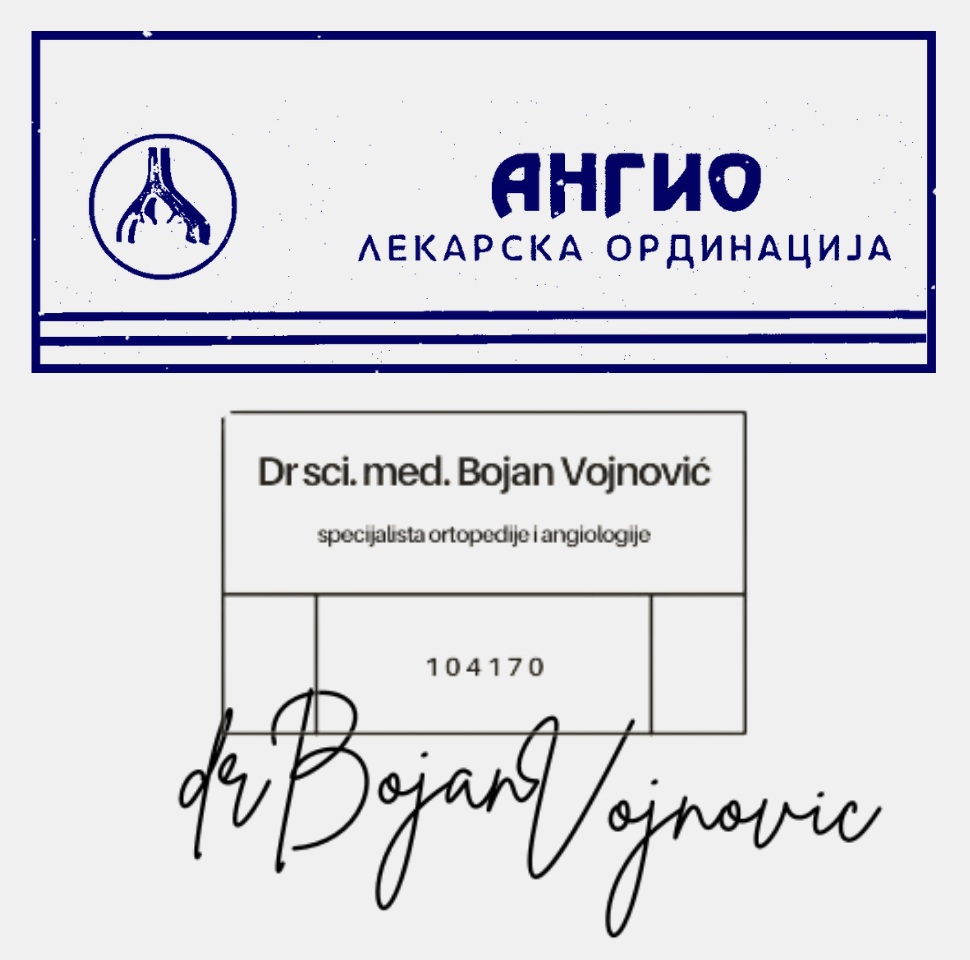 АНГИО
ЛЕКАРСКА ОРДИНАЦИЈА
Dr sci. med. Bojan Vojnović
specijalista ortopedije i angiologije
104170
dr Bojan Vojnovic